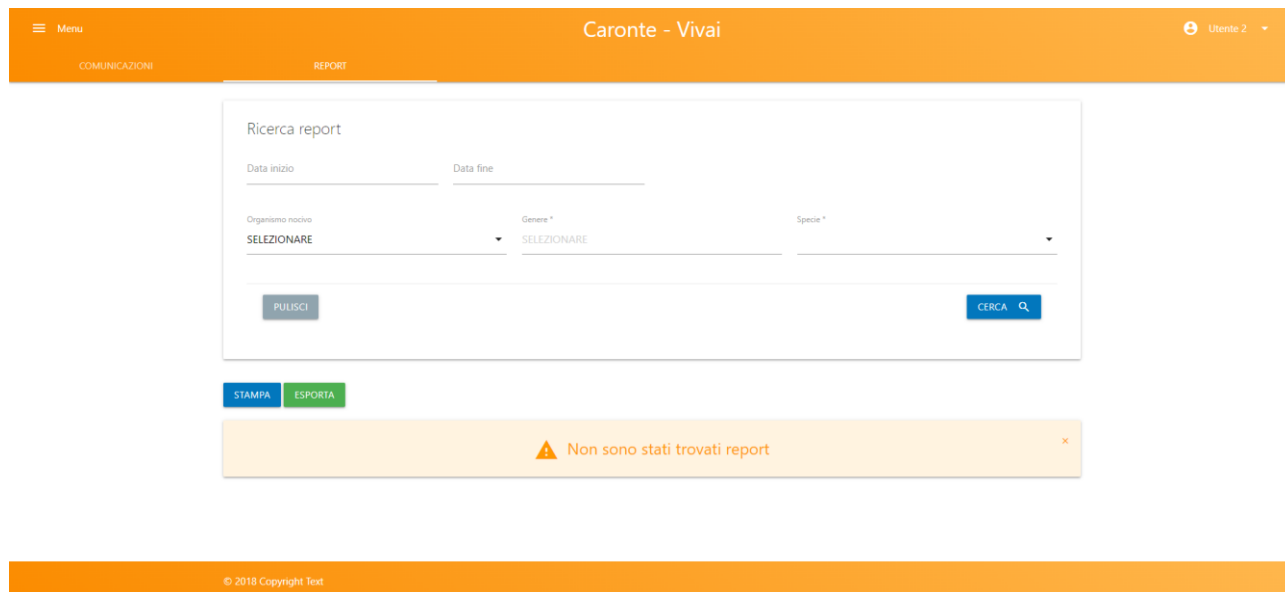 Menu
Caronte - Vivai
Utente 2
COMUNICAZIONI
REPORT
Ricerca report
Data inizio
Data fine
Organismo nocivo
Genere *
Specie *
SELEZIONARE
SELEZIONARE
PULISCI
CERCA
STAMPA
ESPORTA
Non sono stati trovati report
×
© 2018 Copyright Text